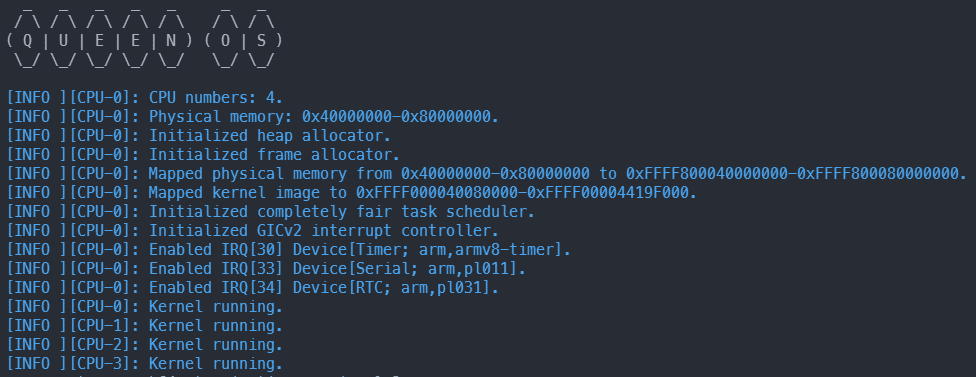 ( Q | U | E | E | N ) ( O | S )
[INFO ][CPU-0]: CPU numbers: 4.
[INFO ][CPU-0]: Physical memory: 0x40000000-0x80000000.
[INFO ][CPU-0]: Initialized heap allocator.
[INFO ][CPU-0]: Initialized frame allocator.
[INFO ][CPU-0]: Mapped physical memory from 0x40000000-0x80000000 to 0xFFFF800040000000-0xFFFF800080000000.
[INFO ][CPU-0]: Mapped kernel image to 0xFFFF000040080000-0xFFFF00004419F000.
[INFO ][CPU-0]: Initialized completely fair task scheduler.
[INFO ][CPU-0]: Initialized GICv2 interrupt controller.
[INFO ][CPU-0]: Enabled IRQ[30] Device[Timer; arm,armv8-timer].
[INFO ][CPU-0]: Enabled IRQ[33] Device[Serial; arm,pl011].
[INFO ][CPU-0]: Enabled IRQ[34] Device[RTC; arm,pl031].
[INFO ][CPU-0]: Kernel running.
[INFO ][CPU-1]: Kernel running.
[INFO ][CPU-2]: Kernel running.
[INFO ][CPU-3]: Kernel running.